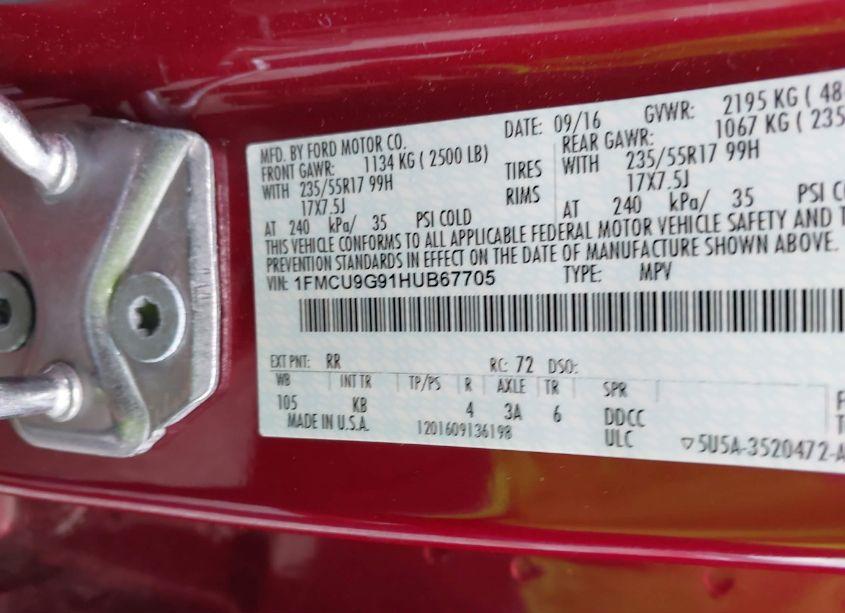 MFD. BY FORD MOTOR CO.
DATE: 09/16 GVWR: 2195 KG ( 48
FRONT GAWR: 1134 KG ( 2500 LB) REAR GAWR: 1067 KG ( 235
WITH 235/55R17 99H TIRES WITH 235/55R17 99H
17X7.5J RIMS 17X7.5J
AT 240 kPa/ 35 PSI COLD AT 240 kPa/ 35 PSI CO
THIS VEHICLE CONFORMS TO ALL APPLICABLE FEDERAL MOTOR VEHICLE SAFETY AND T
PREVENTION STANDARDS IN EFFECT ON THE DATE OF MANUFACTURE SHOWN ABOVE.
VIN: 1FMCU9G91HUB67705 TYPE: MPV
EXT PNT: RR RC: 72 DSO:
WB INT TR TP/PS R AXLE TR SPR
105 KB 4 3A 6 DDCC
MADE IN U.S.A. 1201609136198 ULC ▽5U5A-3520472-A